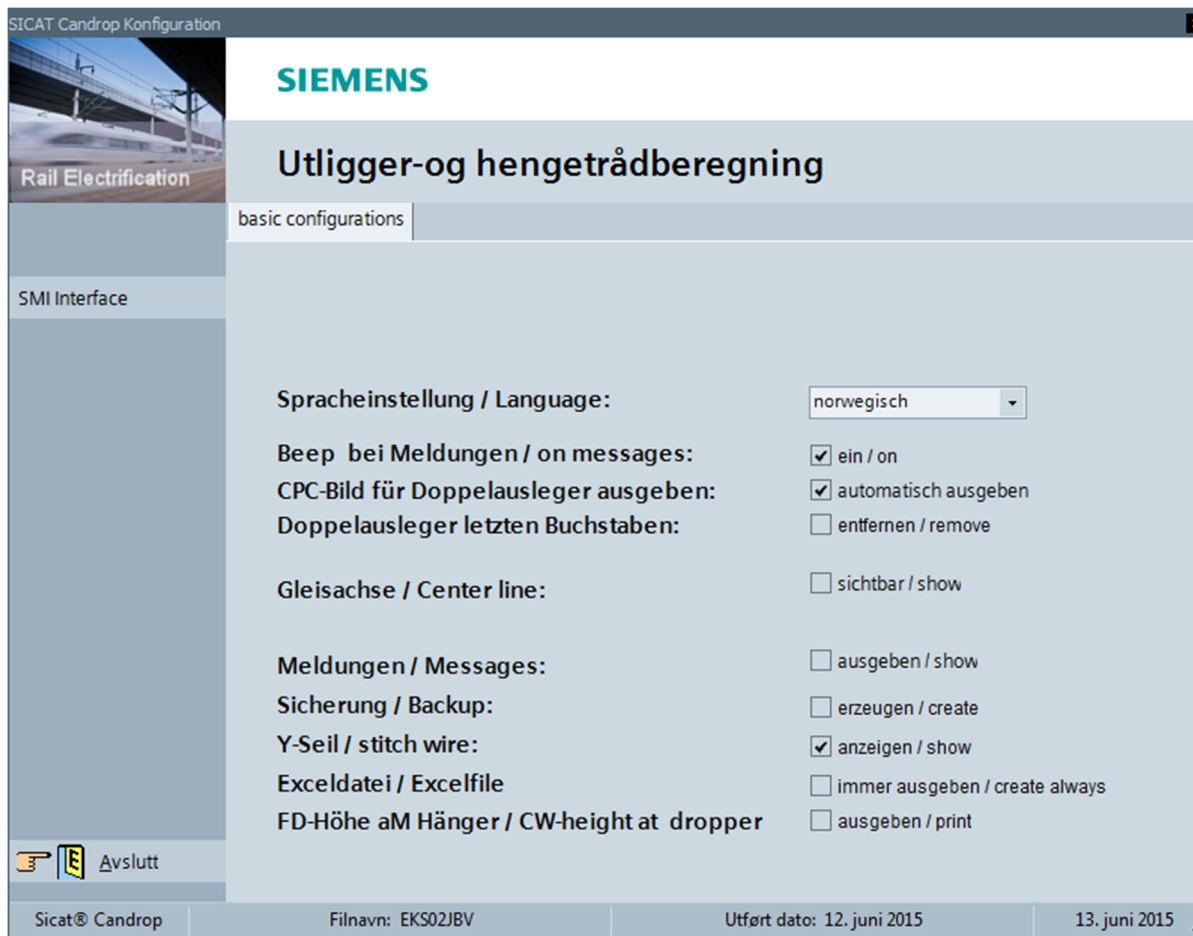 SICAT Candrop Konfiguration
SIEMENS
Rail Electrification
Utligger-og hengetrådberegning
basic configurations
SMI Interface
Spracheinstellung / Language: norwegisch
Beep bei Meldungen / on messages: ein / on
CPC-Bild für Doppelausleger ausgeben: automatisch ausgeben
Doppelausleger letzten Buchstaben: entfernen / remove
Gleisachse / Center line: sichtbar / show
Meldungen / Messages: ausgeben / show
Sicherung / Backup: erzeugen / create
Y-Seil / stitch wire: anzeigen / show
Exceldatei / Excelfile immer ausgeben / create always
FD-Höhe aM Hänger / CW-height at dropper ausgeben / print
E Avslutt
Sicat® Candrop Filnavn: EKS02JBV Utført dato: 12. juni 2015 13. juni 2015